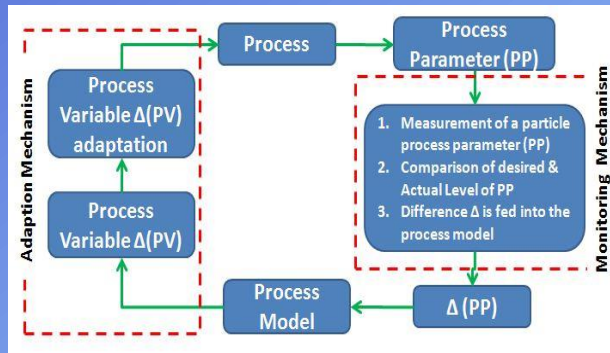 Process
Process
Parameter (PP)
1. Measurement of a particle
process parameter (PP)
2. Comparison of desired &
Actual Level of PP
3. Difference Δ is fed into the
process model
Monitoring Mechanism
Δ (PP)
Process
Model
Process
Variable Δ(PV)
Process
Variable Δ(PV)
adaptation
Adaption Mechanism